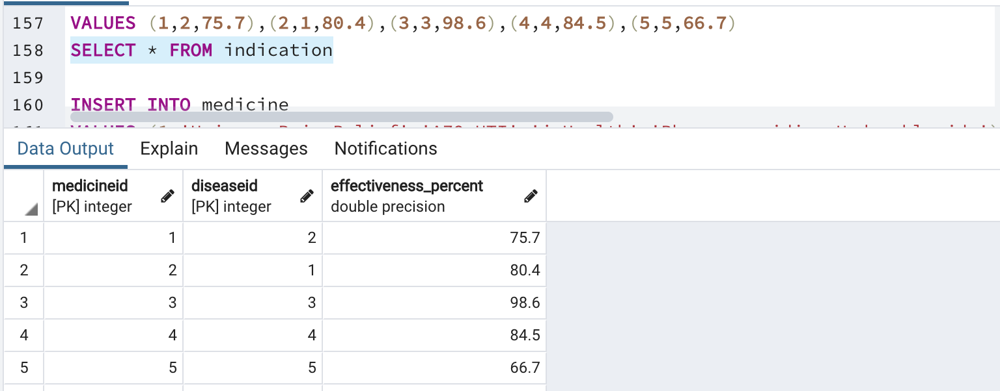 157 VALUES (1,2,75.7),(2,1,80.4),(3,3,98.6),(4,4,84.5),(5,5,66.7)
158 SELECT * FROM indication
159
160 INSERT INTO medicine
Data Output Explain Messages Notifications
medicineid diseaseid effectiveness_percent
[PK] integer [PK] integer double precision
1 1 2 75.7
2 2 1 80.4
3 3 3 98.6
4 4 4 84.5
5 5 5 66.7